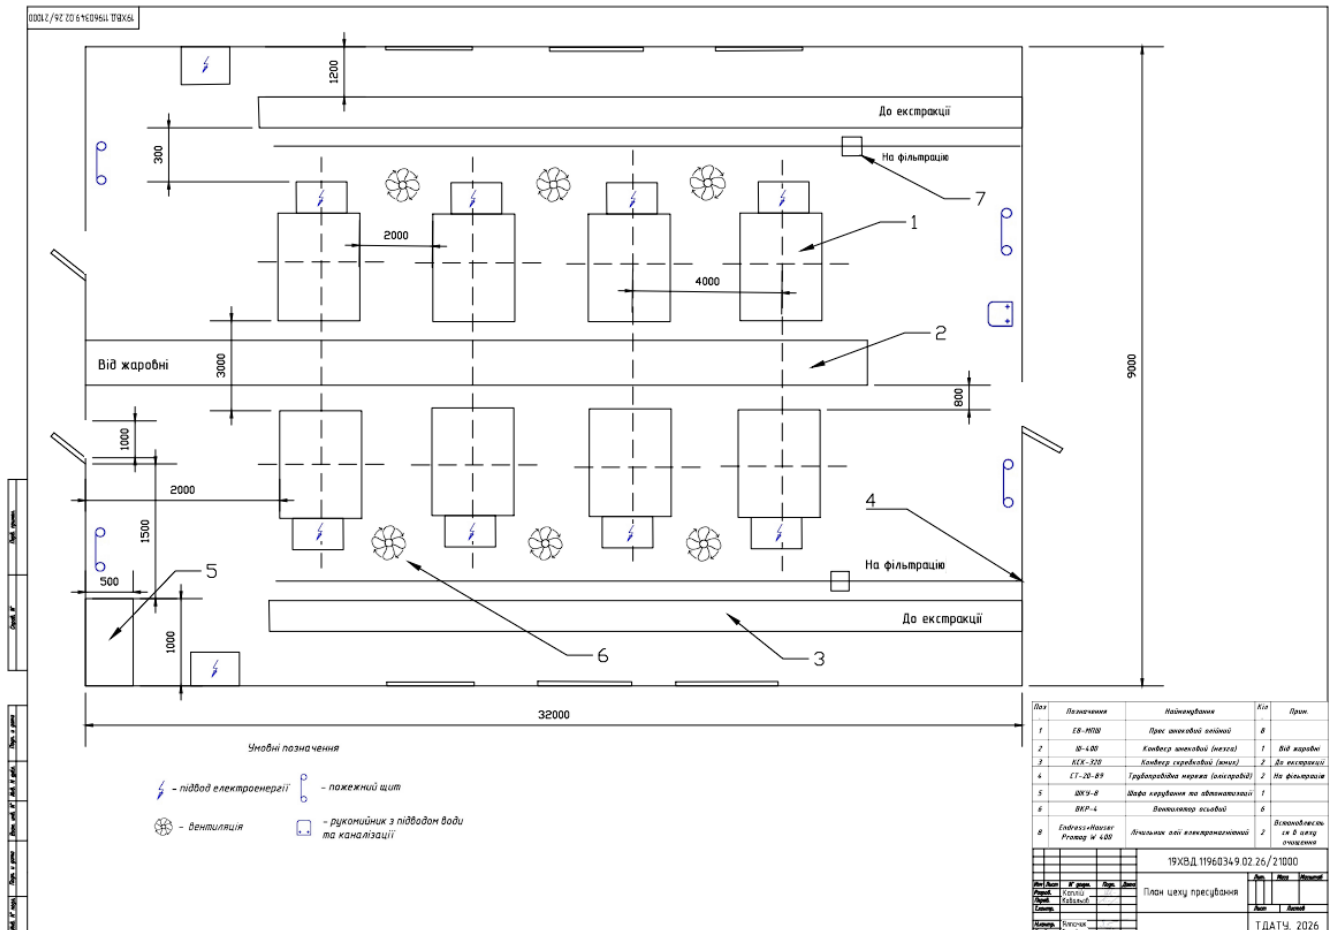 19ХВД 11960349.02.26/21000
1200
До екстракції
300
На фільтрацію
7
1
2000
4000
2
Від жаровні
3000
9000
800
1000
2000
4
1500
На фільтрацію
500
5
До екстракції
1000
6
3
32000
Умовні позначення
- підвод електроенергії
- пожежний щит
- вентиляція
- рукомийник з підводом води
та каналізації
Поз Позначення Найменування Кіл Прим.
1 Е8-МПШ Прес шнековий олійний 8
2 Ш-400 Конвеєр шнековий (мезга) 1 Від жаровні
3 КСК-320 Конвеєр скребковий (жмих) 2 До екстракції
4 СТ-20-89 Трубопровідна мережа (олієпровід) 2 На фільтрацію
5 ШКУ-8 Шафа керування та автоматизації 1
6 ВКР-4 Вентилятор осьовий 6
8 Endress+Hauser Promag W 400 Лічильник олії електромагнітний 2 Встановлюєть
ся в цеху
очищення
19ХВД.11960349.02.26/21000
План цеху пресування
ТДАТУ, 2026